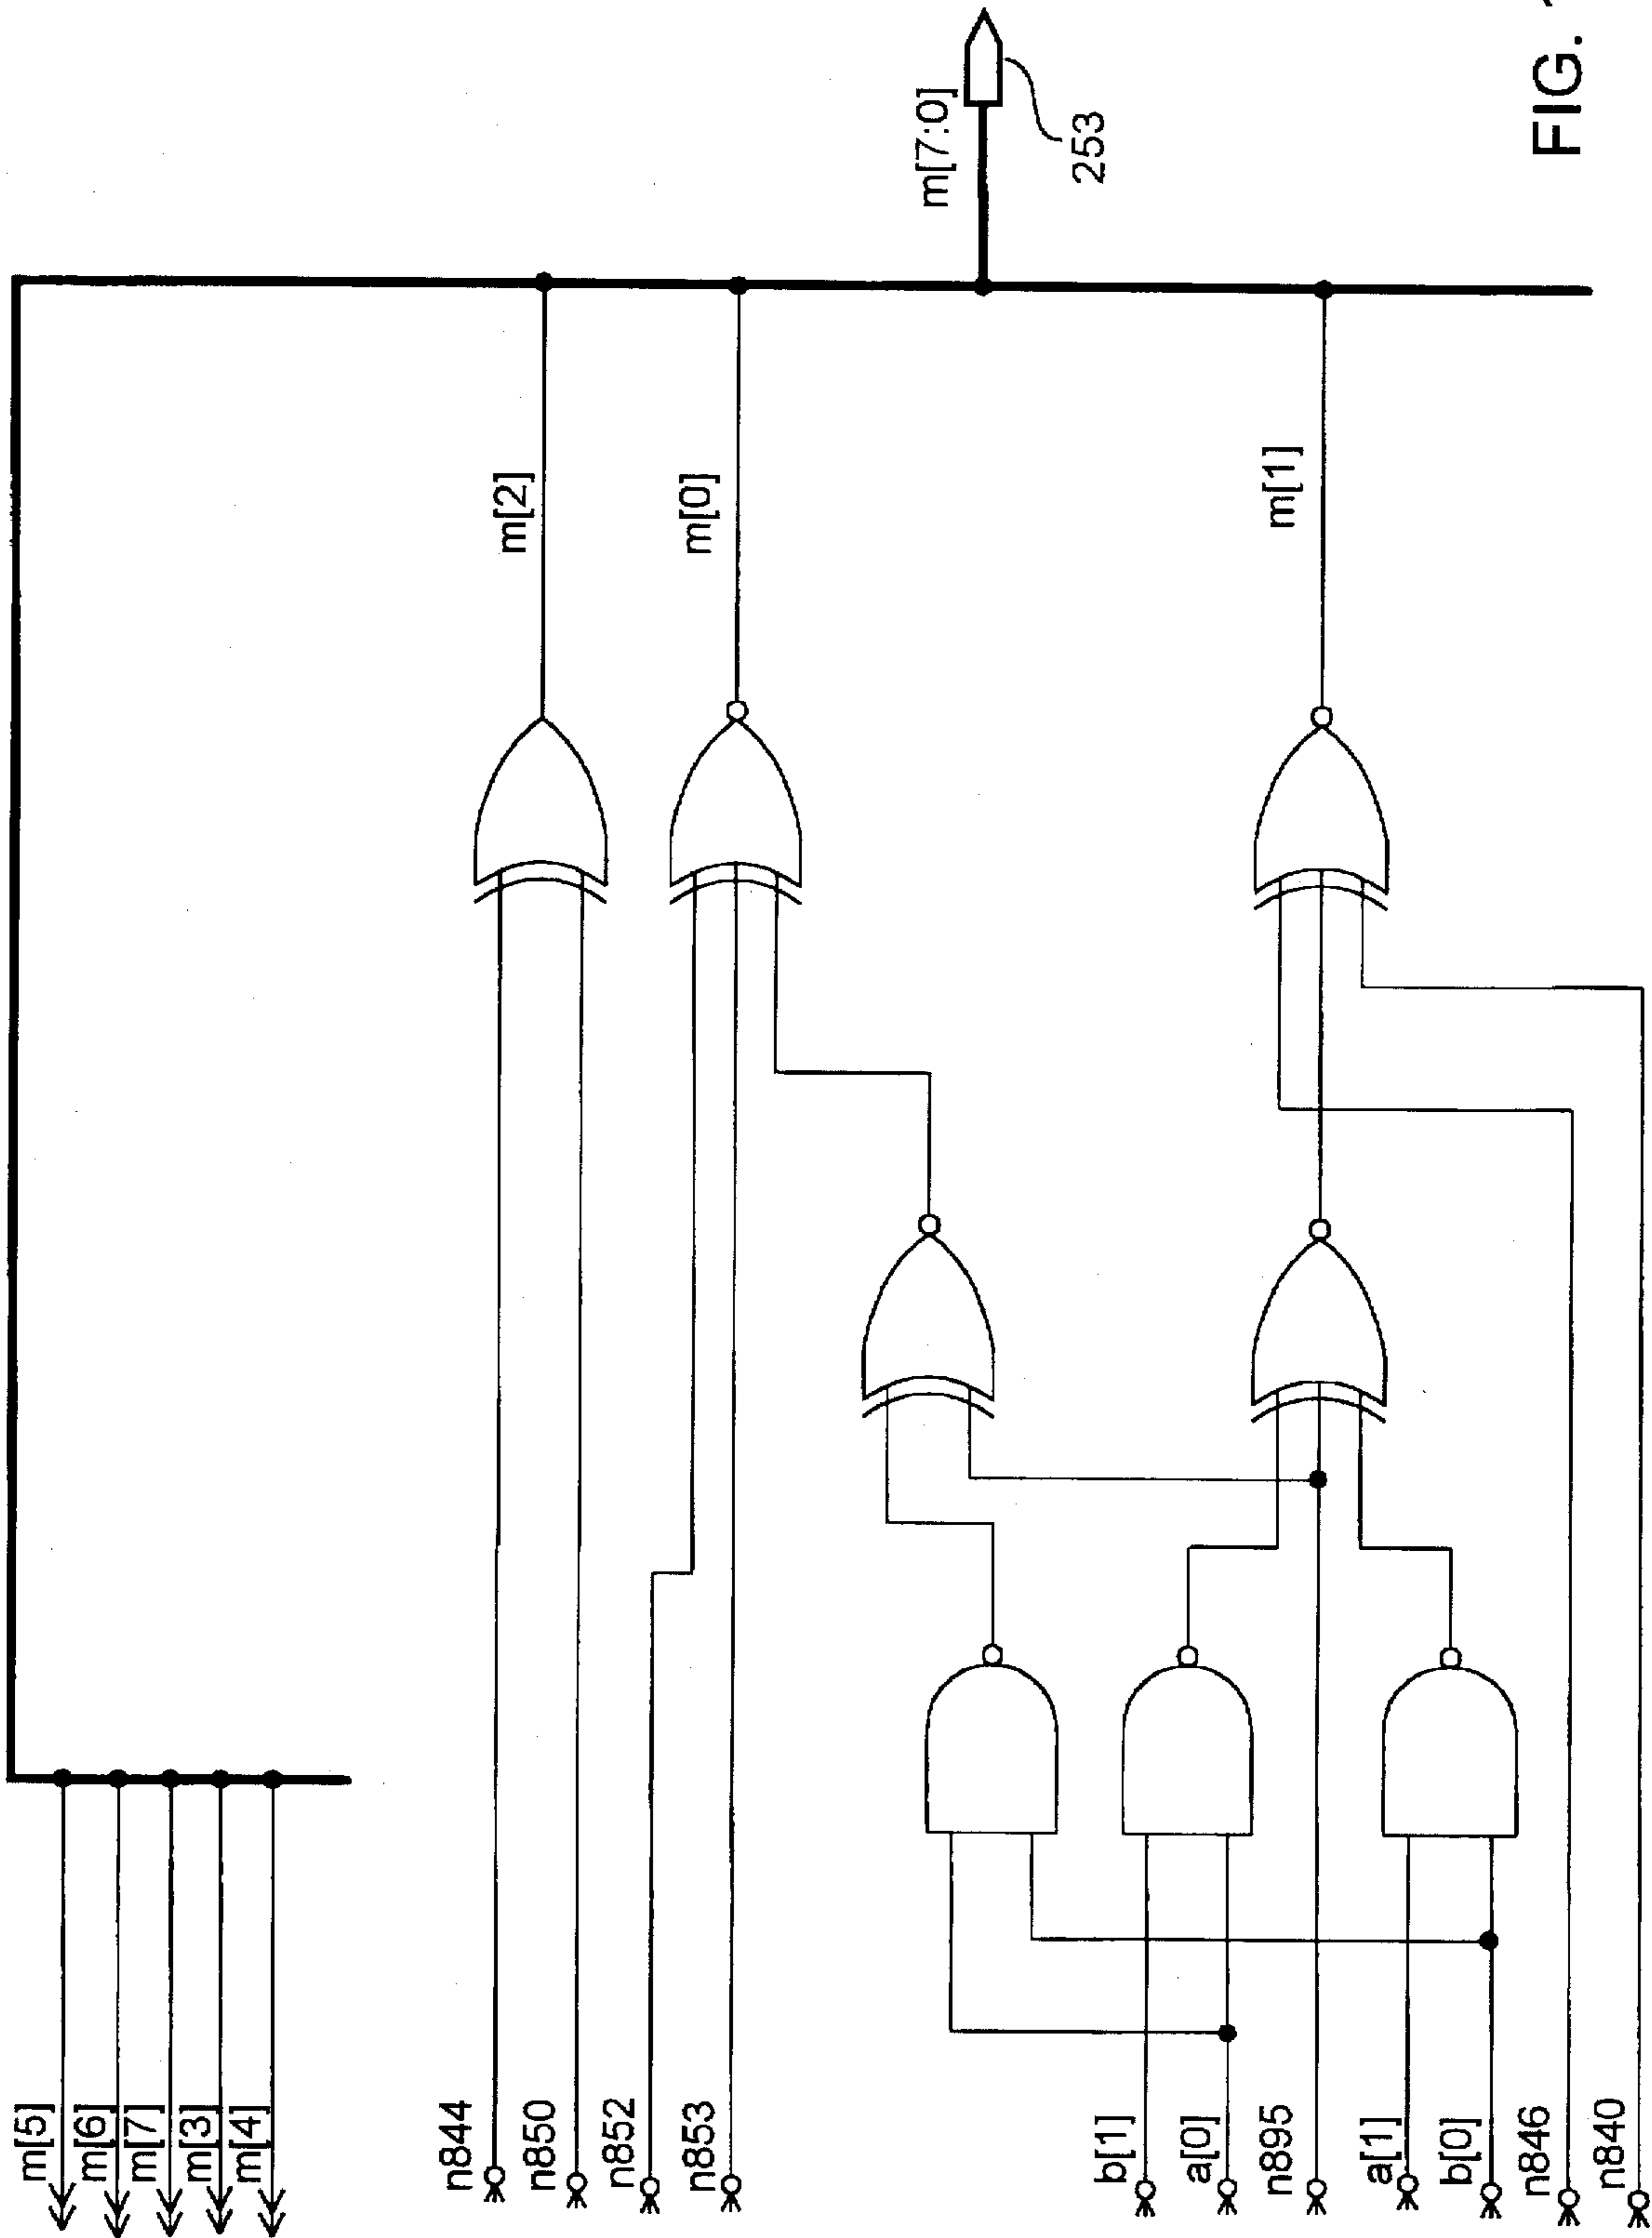 m[5]
m[6]
m[7]
m[3]
m[4]
n844
n850
n852
n853
b[1]
a[0]
n895
a[1]
b[0]
n846
n840
m[2]
m[0]
m[1]
m[7:0]
253
FIG.